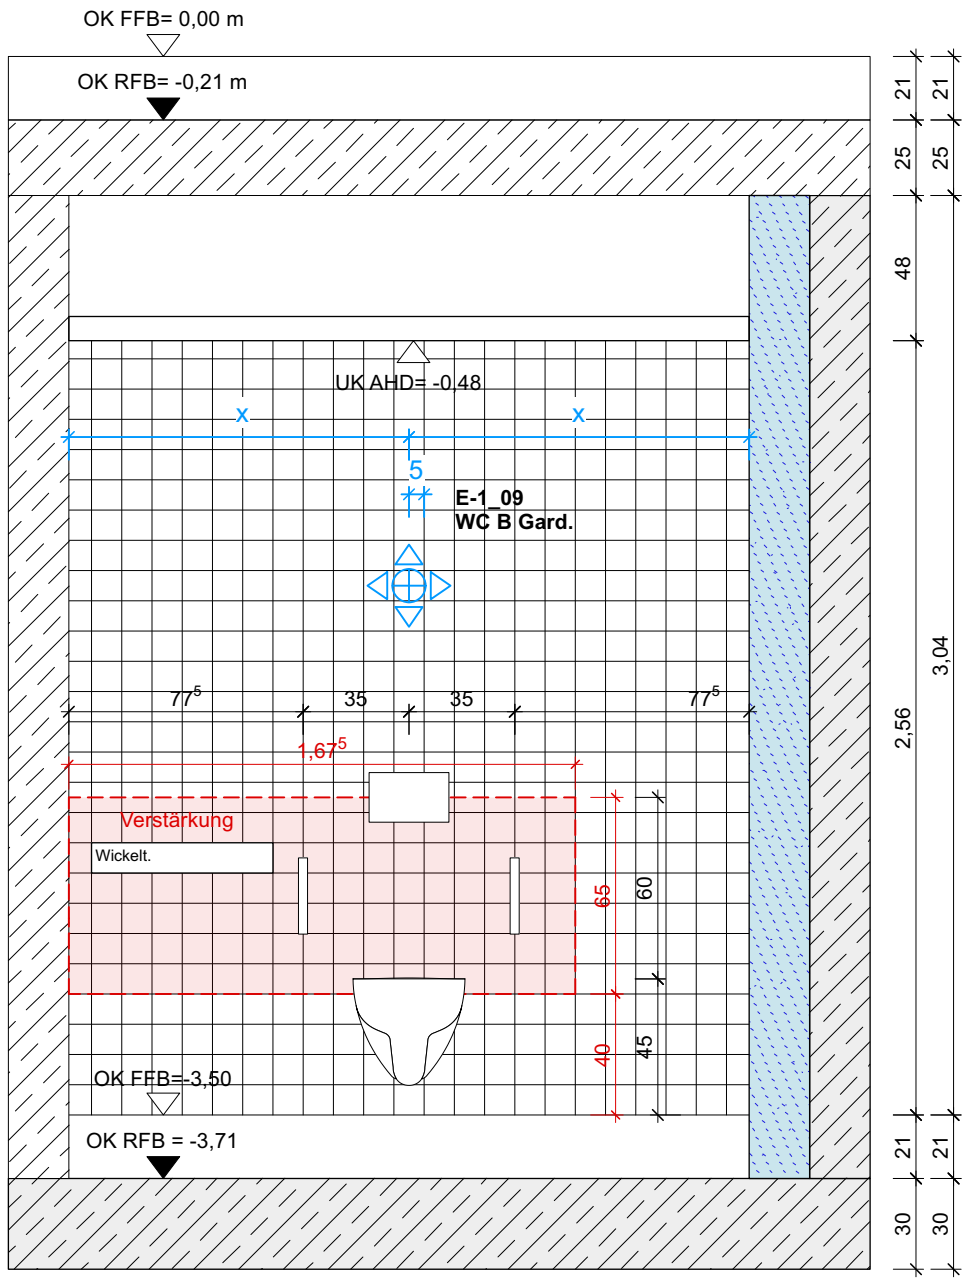 OK FFB= 0,00 m
OK RFB= -0,21 m
21
21
25
25
48
UK AHD= -0,48
x
x
5
E-1_09
WC B Gard.
3,04
2,56
77⁵
35
35
77⁵
1,67⁵
Verstärkung
Wickelt.
65
60
40
45
OK FFB=-3,50
OK RFB = -3,71
21
21
30
30